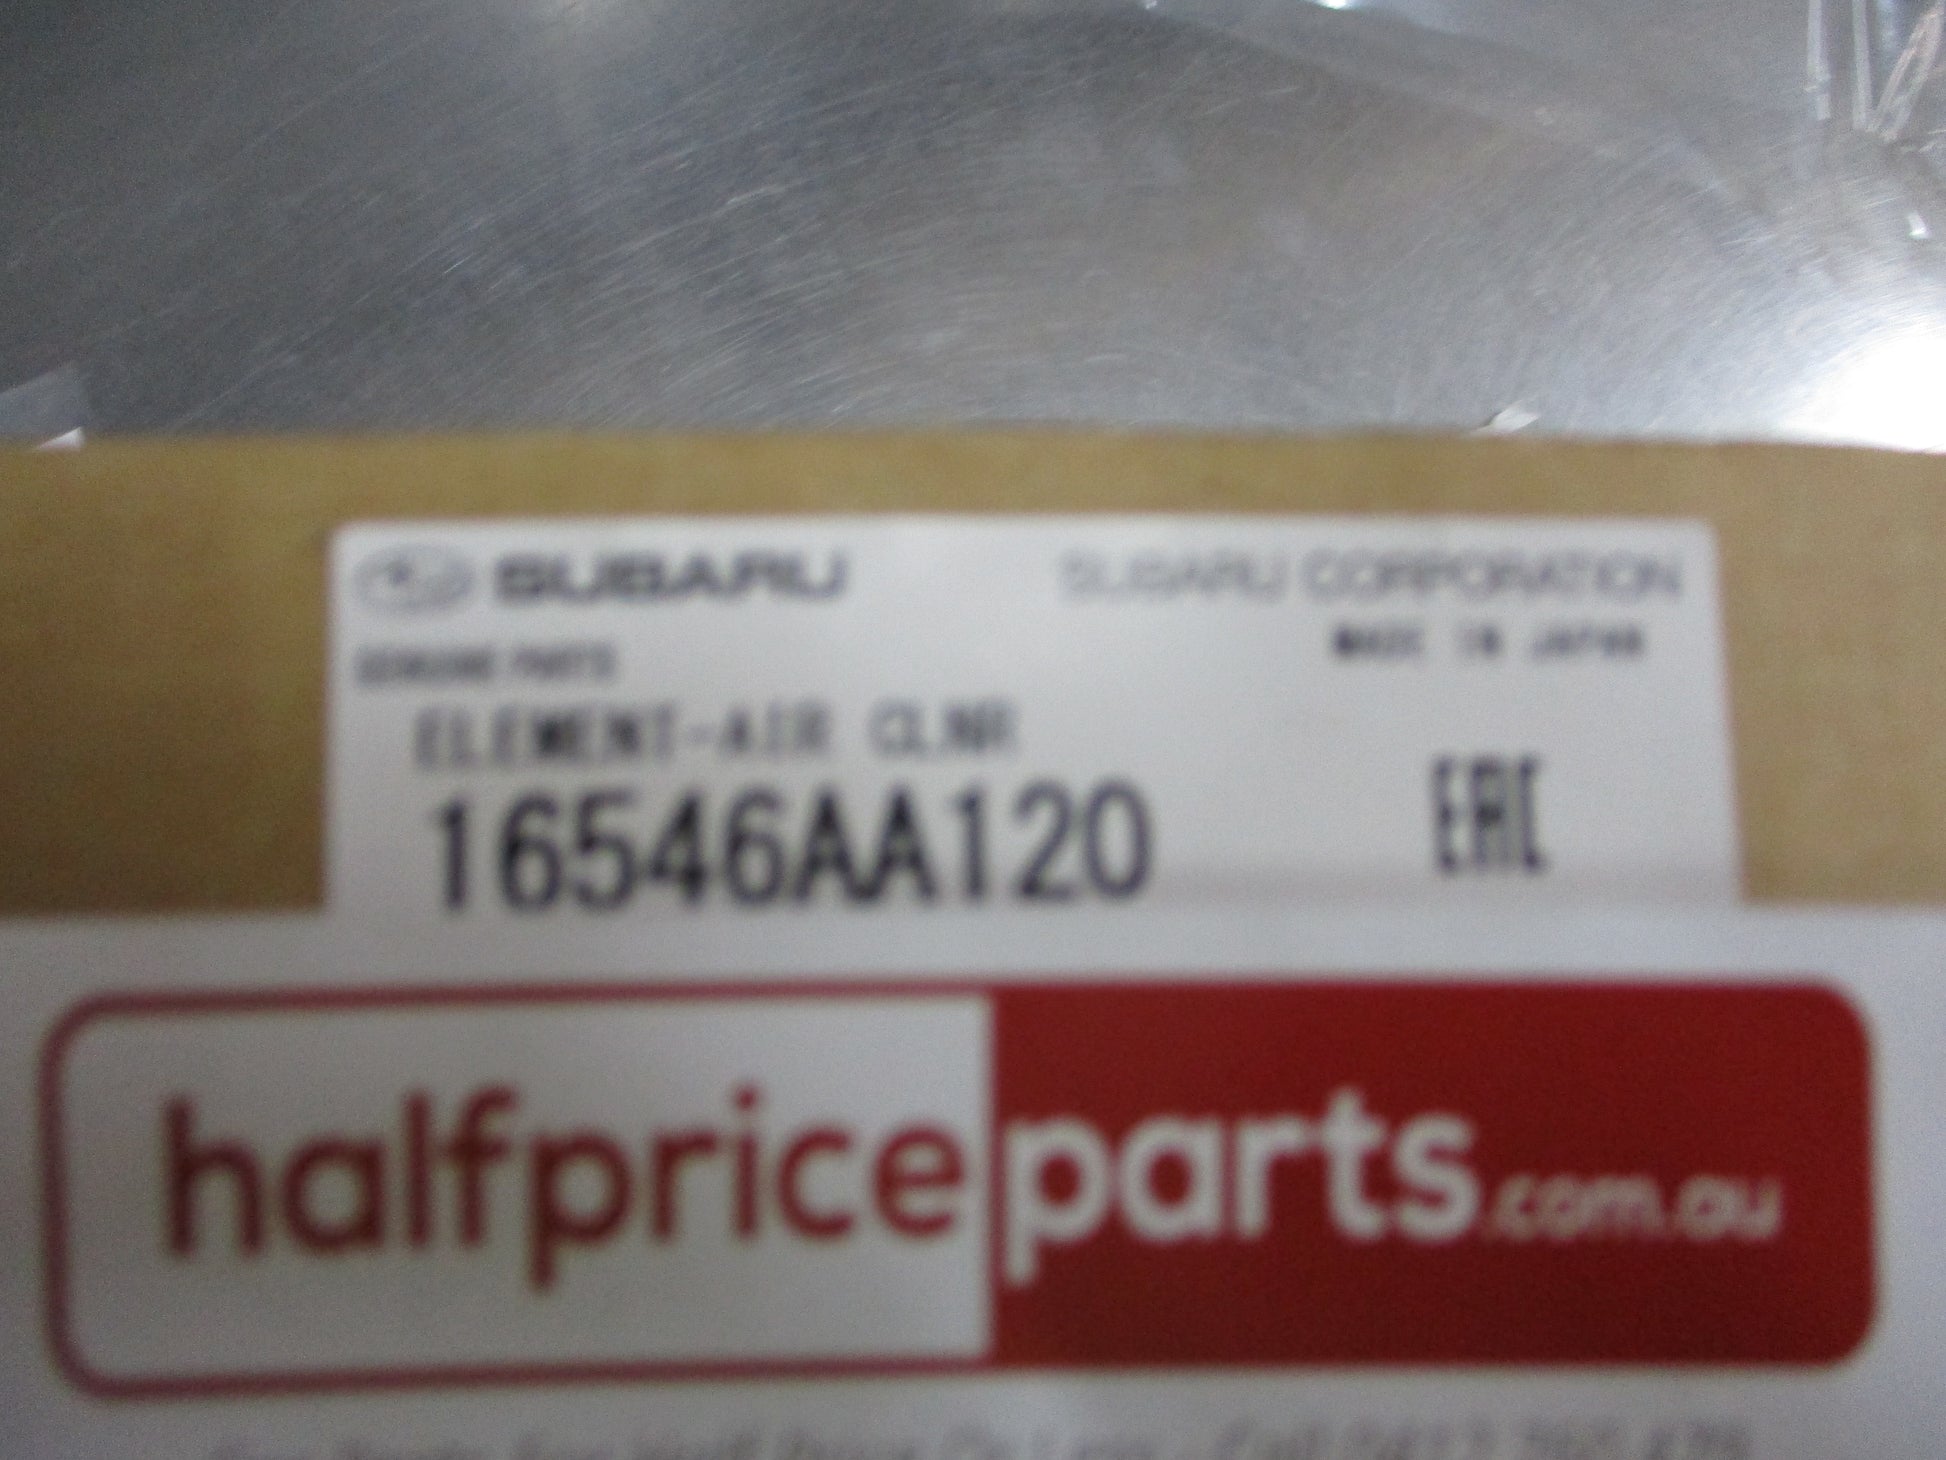 SUBARU
SUBARU CORPORATION
MADE IN JAPAN
GENUINE PARTS
ELEMENT-AIR CLNR
16546AA120
EAC
halfpriceparts.com.au